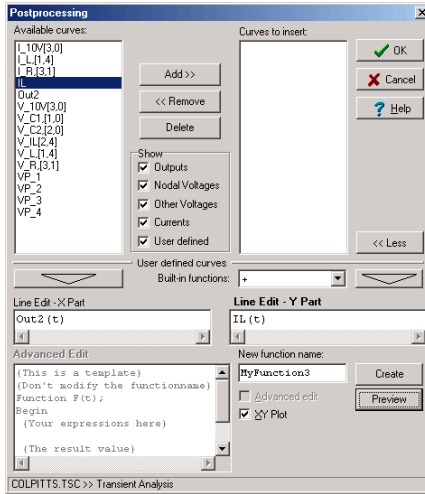 Postprocessing
Available curves:
Curves to insert:
I_10V[3,0]
I_L,[1,4]
I_R,[3,1]
IL
Out2
V_10V[3,0]
V_C1,[1,0]
V_C2,[2,0]
V_IL[2,4]
V_L,[1,4]
V_R,[3,1]
VP_1
VP_2
VP_3
VP_4
Add >>
<< Remove
Delete
Show
Outputs
Nodal Voltages
Other Voltages
Currents
User defined
OK
Cancel
? Help
<< Less
User defined curves
Built-in functions:
+
Line Edit - X Part
Line Edit - Y Part
Out2(t)
IL(t)
Advanced Edit
{This is a template}
{Don't modify the functionname}
Function F(t);
Begin
{Your expressions here}
{The result value}
New function name:
MyFunction3
Create
Advanced edit
Preview
XY Plot
COLPITTS.TSC >> Transient Analysis